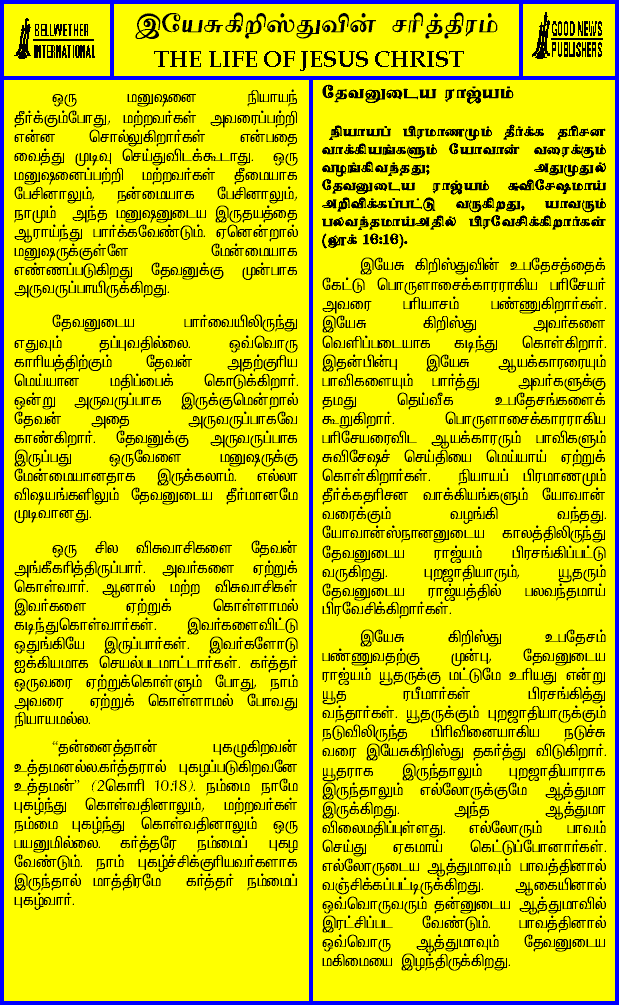 BELLWETHER
INTERNATIONAL
இயேசுகிறிஸ்துவின் சரித்திரம்
THE LIFE OF JESUS CHRIST
GOOD NEWS
PUBLISHERS
ஒரு மனுஷனை நியாயந்
தீர்க்கும்போது, மற்றவர்கள் அவரைப்பற்றி
என்ன சொல்லுகிறார்கள் என்பதை
வைத்து முடிவு செய்துவிடக்கூடாது. ஒரு
மனுஷனைப்பற்றி மற்றவர்கள் தீமையாக
பேசினாலும், நன்மையாக பேசினாலும்,
நாமும் அந்த மனுஷனுடைய இருதயத்தை
ஆராய்ந்து பார்க்கவேண்டும். ஏனென்றால்
மனுஷருக்குள்ளே மேன்மையாக
எண்ணப்படுகிறது தேவனுக்கு முன்பாக
அருவருப்பாயிருக்கிறது.
தேவனுடைய பார்வையிலிருந்து
எதுவும் தப்புவதில்லை. ஒவ்வொரு
காரியத்திற்கும் தேவன் அதற்குரிய
மெய்யான மதிப்பைக் கொடுக்கிறார்.
ஒன்று அருவருப்பாக இருக்குமென்றால்
தேவன் அதை அருவருப்பாகவே
காண்கிறார். தேவனுக்கு அருவருப்பாக
இருப்பது ஒருவேளை மனுஷருக்கு
மேன்மையானதாக இருக்கலாம். எல்லா
விஷயங்களிலும் தேவனுடைய தீர்மானமே
முடிவானது.
ஒரு சில விசுவாசிகளை தேவன்
அங்கீகரித்திருப்பார். அவர்களை ஏற்றுக்
கொள்வார். ஆனால் மற்ற விசுவாசிகள்
இவர்களை ஏற்றுக் கொள்ளாமல்
கடிந்துகொள்வார்கள். இவர்களைவிட்டு
ஒதுங்கியே இருப்பார்கள். இவர்களோடு
ஐக்கியமாக செயல்படமாட்டார்கள். கர்த்தர்
ஒருவரை ஏற்றுக்கொள்ளும் போது, நாம்
அவரை ஏற்றுக் கொள்ளாமல் போவது
நியாயமல்ல.
“தன்னைத்தான் புகழுகிறவன்
உத்தமனல்ல,கர்த்தரால் புகழப்படுகிறவனே
உத்தமன்” (2கொரி 10:18). நம்மை நாமே
புகழ்ந்து கொள்வதினாலும், மற்றவர்கள்
நம்மை புகழ்ந்து கொள்வதினாலும் ஒரு
பயனுமில்லை. கர்த்தரே நம்மைப் புகழ
வேண்டும். நாம் புகழ்ச்சிக்குரியவர்களாக
இருந்தால் மாத்திரமே கர்த்தர் நம்மைப்
புகழ்வார்.
தேவனுடைய ராஜ்யம்
நியாயப் பிரமாணமும் தீர்க்க தரிசன
வாக்கியங்களும் யோவான் வரைக்கும்
வழங்கிவந்தது; அதுமுதல்
தேவனுடைய ராஜ்யம் சுவிசேஷமாய்
அறிவிக்கப்பட்டு வருகிறது, யாவரும்
பலவந்தமாய்அதில் பிரவேசிக்கிறார்கள்
(லூக் 16:16).
இயேசு கிறிஸ்துவின் உபதேசத்தைக்
கேட்டு பொருளாசைக்காரராகிய பரிசேயர்
அவரை பரியாசம் பண்ணுகிறார்கள்.
இயேசு கிறிஸ்து அவர்களை
வெளிப்படையாக கடிந்து கொள்கிறார்.
இதன்பின்பு இயேசு ஆயக்காரரையும்
பாவிகளையும் பார்த்து அவர்களுக்கு
தமது தெய்வீக உபதேசங்களைக்
கூறுகிறார். பொருளாசைக்காரராகிய
பரிசேயரைவிட ஆயக்காரரும் பாவிகளும்
சுவிசேஷச் செய்தியை மெய்யாய் ஏற்றுக்
கொள்கிறார்கள். நியாயப் பிரமாணமும்
தீர்க்கதரிசன வாக்கியங்களும் யோவான்
வரைக்கும் வழங்கி வந்தது.
யோவான்ஸ்நானனுடைய காலத்திலிருந்து
தேவனுடைய ராஜ்யம் பிரசங்கிப்பட்டு
வருகிறது. புறஜாதியாரும், யூதரும்
தேவனுடைய ராஜ்யத்தில் பலவந்தமாய்
பிரவேசிக்கிறார்கள்.
இயேசு கிறிஸ்து உபதேசம்
பண்ணுவதற்கு முன்பு, தேவனுடைய
ராஜ்யம் யூதருக்கு மட்டுமே உரியது என்று
யூத ரபீமார்கள் பிரசங்கித்து
வந்தார்கள். யூதருக்கும் புறஜாதியாருக்கும்
நடுவிலிருந்த பிரிவினையாகிய நடுச்சு
வரை இயேசுகிறிஸ்து தகர்த்து விடுகிறார்.
யூதராக இருந்தாலும் புறஜாதியாராக
இருந்தாலும் எல்லோருக்குமே ஆத்துமா
இருக்கிறது. அந்த ஆத்துமா
விலைமதிப்புள்ளது. எல்லோரும் பாவம்
செய்து ஏகமாய் கெட்டுப்போனார்கள்.
எல்லோருடைய ஆத்துமாவும் பாவத்தினால்
வஞ்சிக்கப்பட்டிருக்கிறது. ஆகையினால்
ஒவ்வொருவரும் தன்னுடைய ஆத்துமாவில்
இரட்சிப்பட வேண்டும். பாவத்தினால்
ஒவ்வொரு ஆத்துமாவும் தேவனுடைய
மகிமையை இழந்திருக்கிறது.